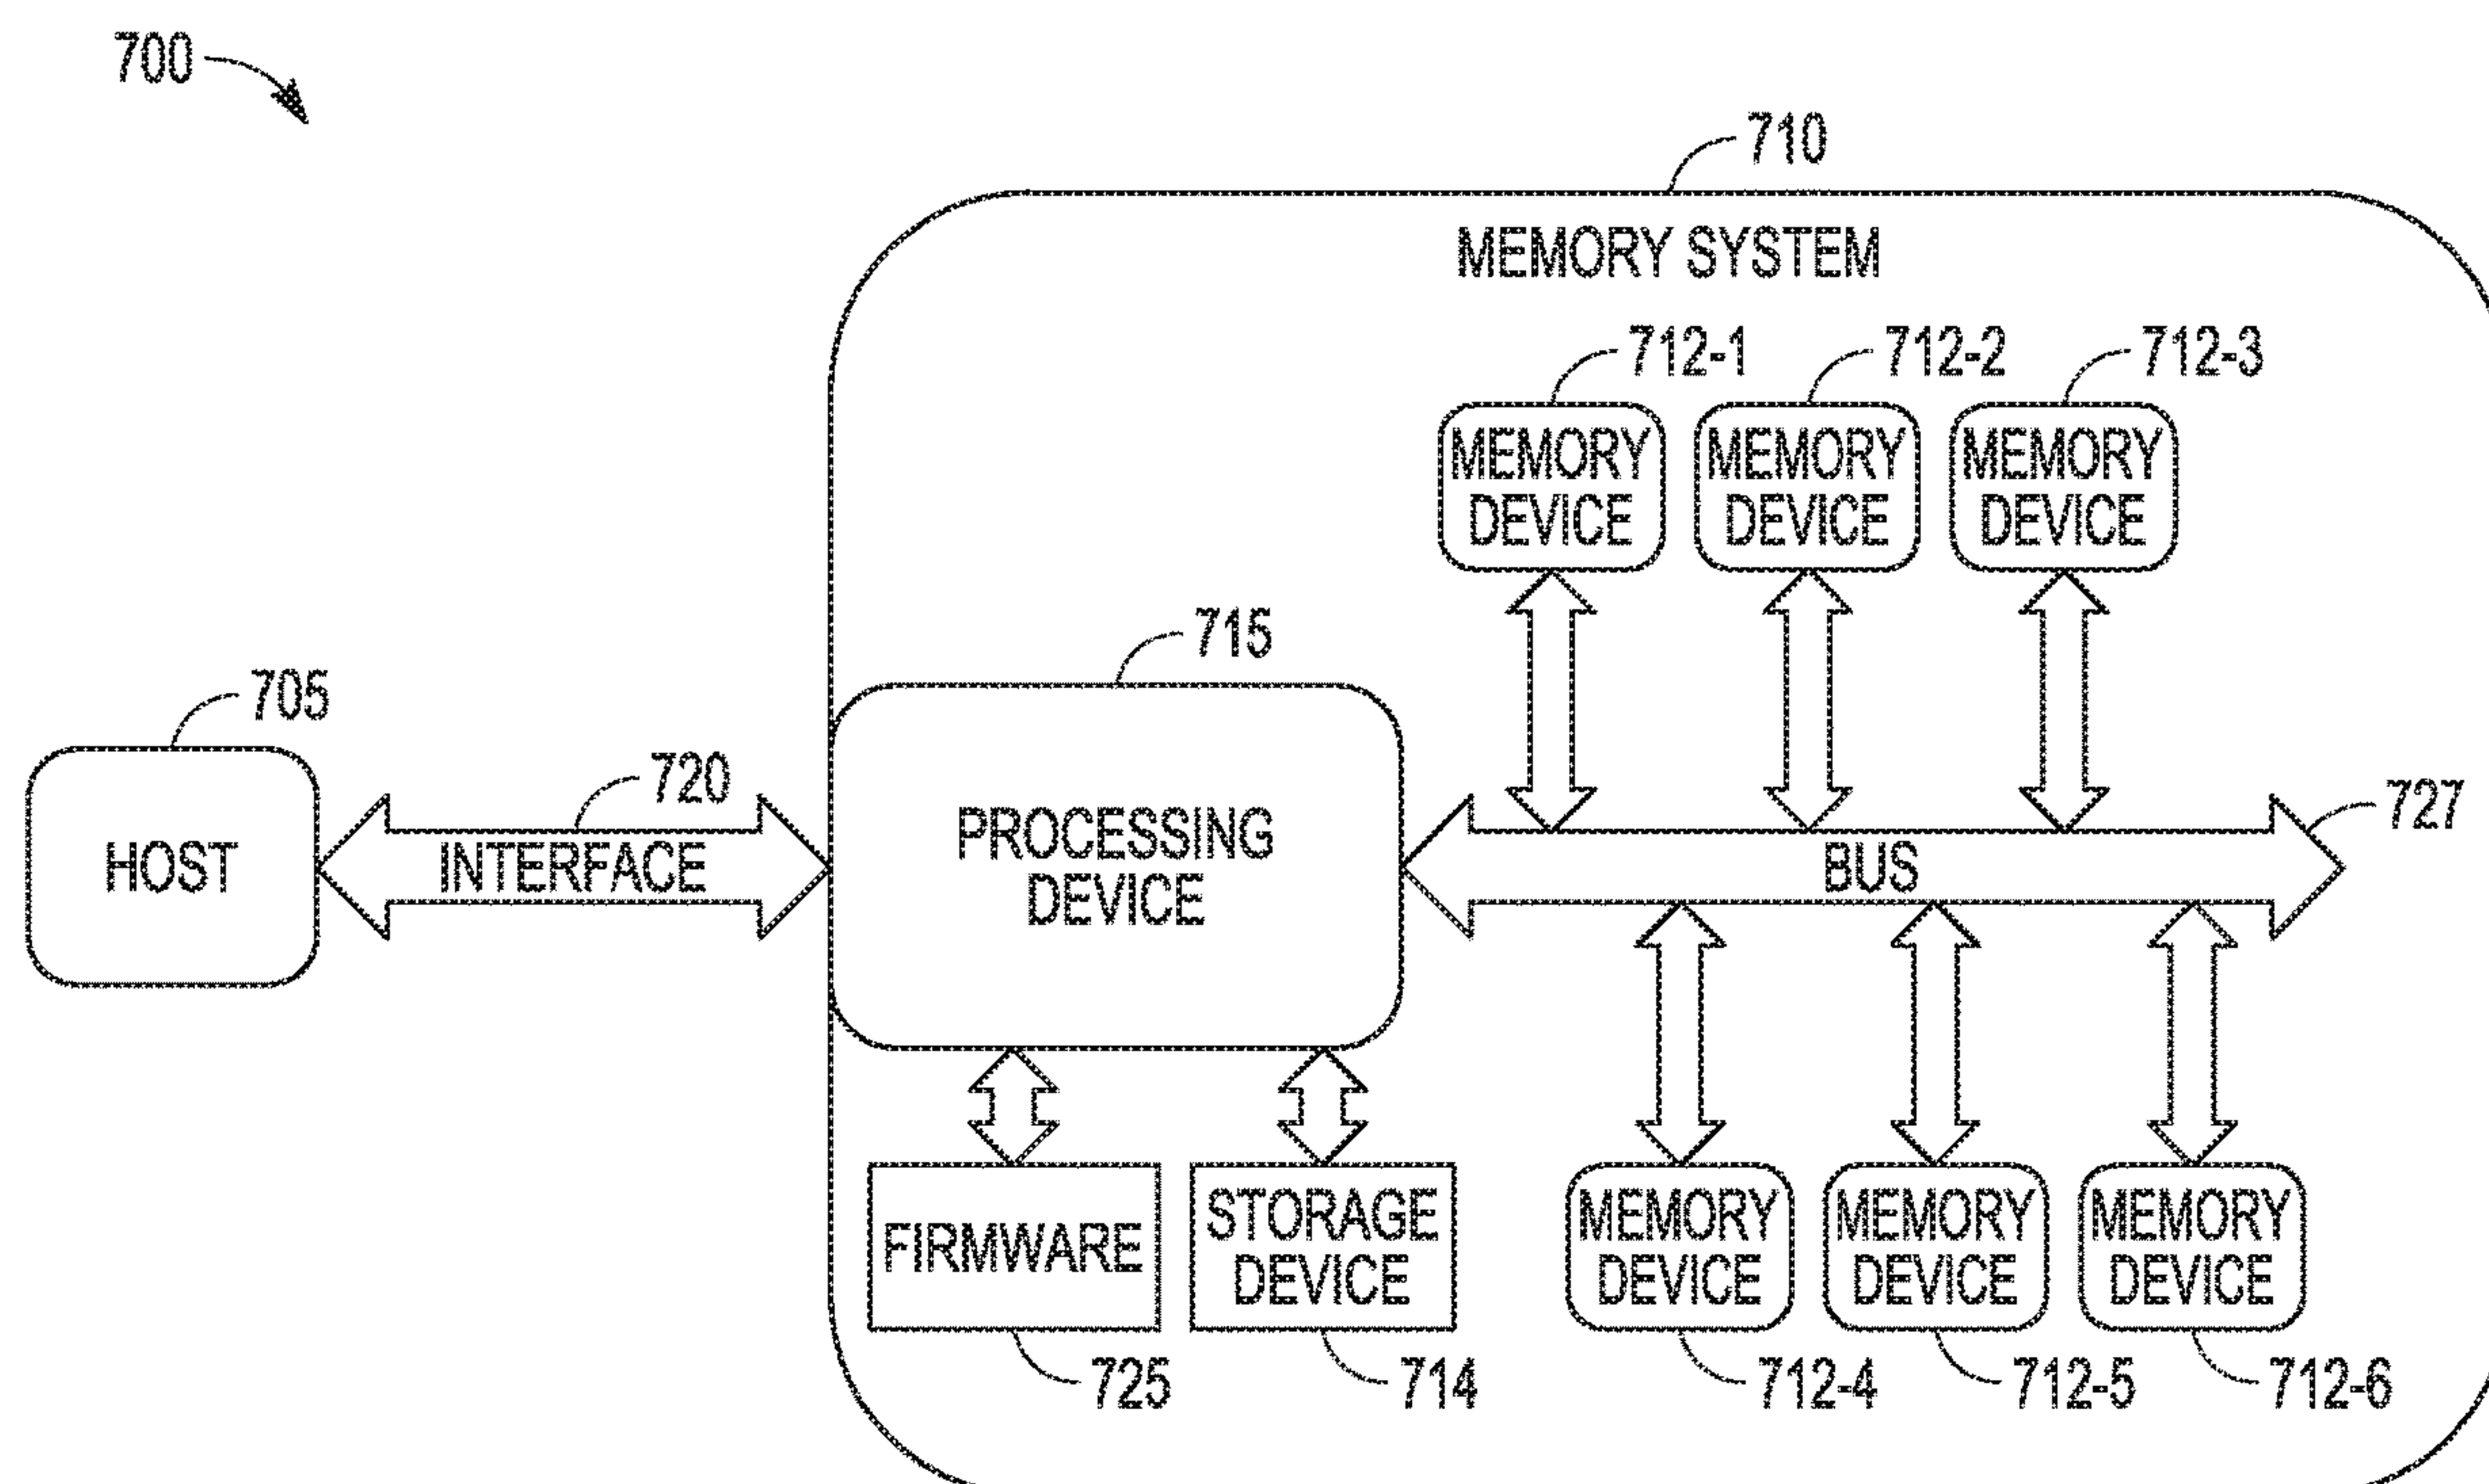 700
710
MEMORY SYSTEM
712-1
712-2
712-3
MEMORY
DEVICE
MEMORY
DEVICE
MEMORY
DEVICE
715
705
720
727
HOST
INTERFACE
PROCESSING
DEVICE
BUS
FIRMWARE
STORAGE
DEVICE
MEMORY
DEVICE
MEMORY
DEVICE
MEMORY
DEVICE
725
714
712-4
712-5
712-6